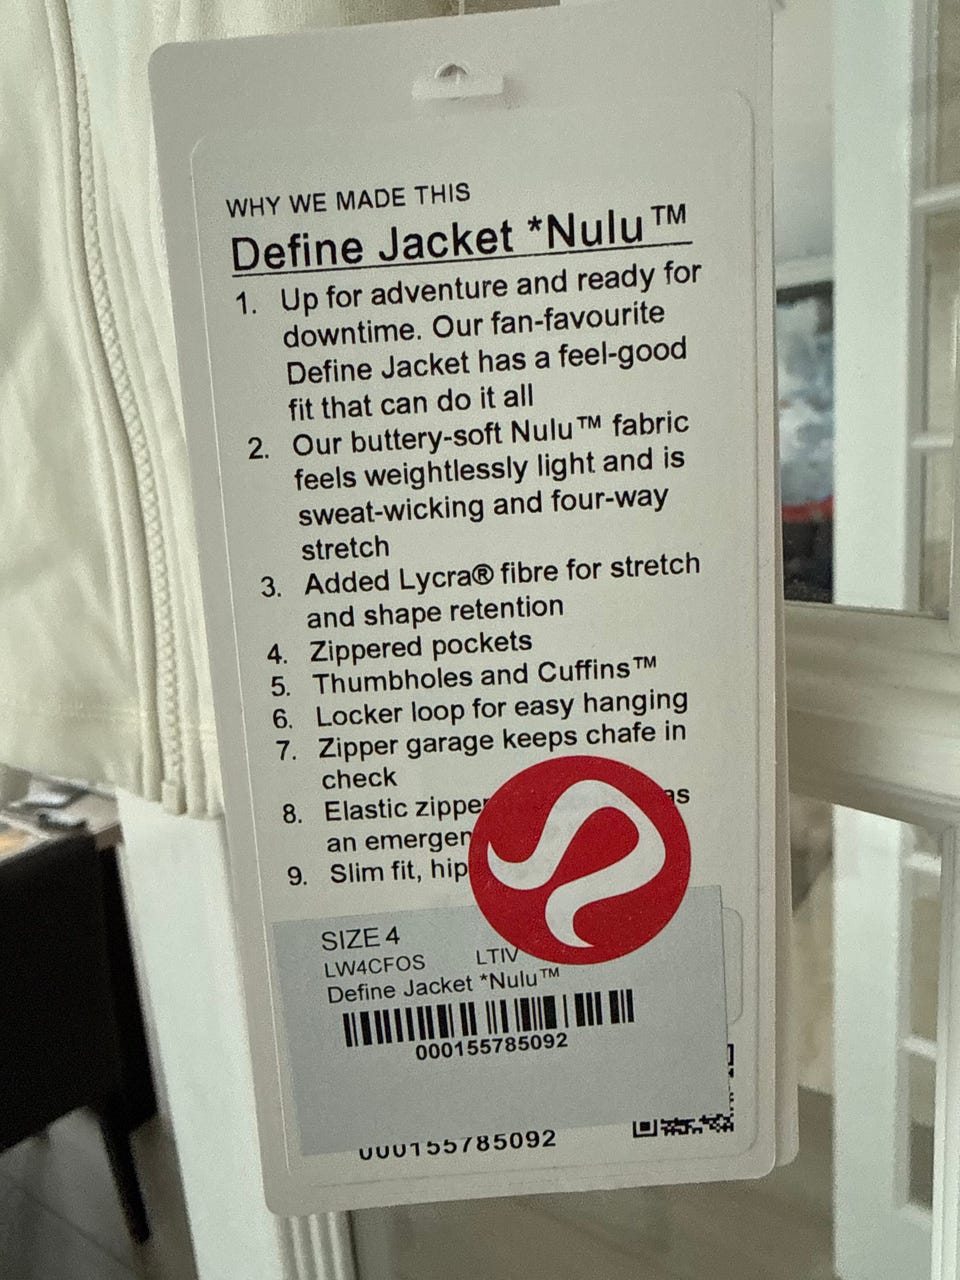 WHY WE MADE THIS
Define Jacket *Nulu™
1. Up for adventure and ready for
downtime. Our fan-favourite
Define Jacket has a feel-good
fit that can do it all
2. Our buttery-soft Nulu™ fabric
feels weightlessly light and is
sweat-wicking and four-way
stretch
3. Added Lycra® fibre for stretch
and shape retention
4. Zippered pockets
5. Thumbholes and Cuffins™
6. Locker loop for easy hanging
7. Zipper garage keeps chafe in
check
8. Elastic
an
9. Slim fit, hip
SIZE 4
LW4CFOS LTIV
Define Jacket *Nulu™
000155785092
000155785092